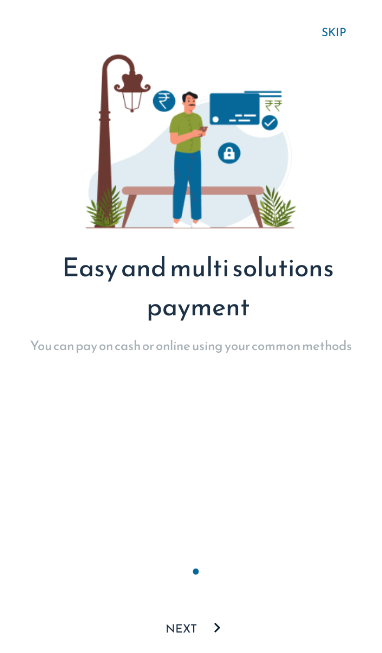 SKIP
₹
₹₹
Easy and multi solutions
payment
You can pay on cash or online using your common methods
NEXT